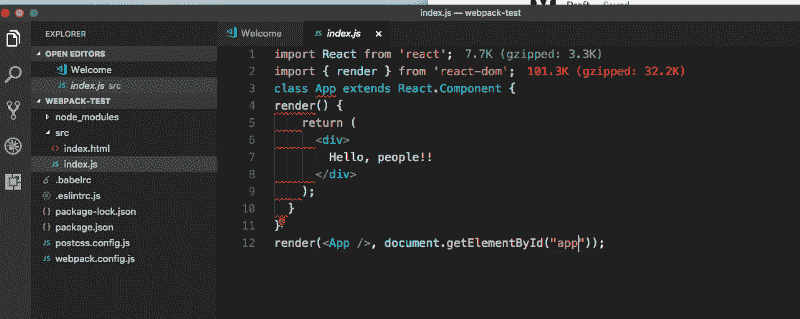 Draft Saved
index.js — webpack-test
EXPLORER
OPEN EDITORS
Welcome
index.js src
WEBPACK-TEST
node_modules
src
index.html
index.js
.babelrc
.eslintrc.js
package-lock.json
package.json
postcss.config.js
webpack.config.js
Welcome
index.js
1 import React from 'react'; 7.7K (gzipped: 3.3K)
2 import { render } from 'react-dom'; 101.3K (gzipped: 32.2K)
3 class App extends React.Component {
4 render() {
5 return (
6 <div>
7 Hello, people!!
8 </div>
9 );
10 }
11 }
12 render(<App />, document.getElementById("app"));